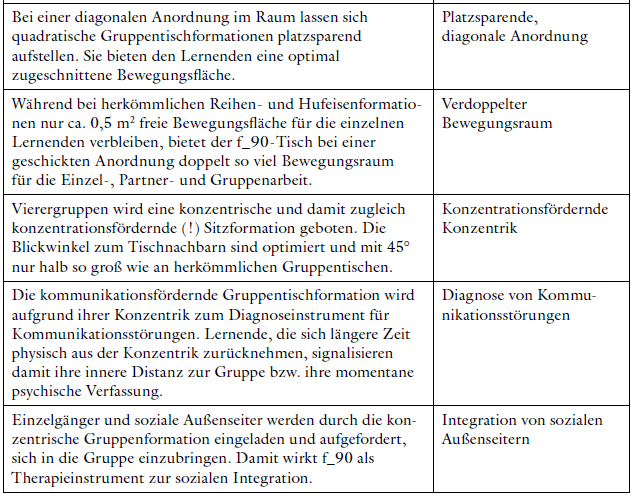 Bei einer diagonalen Anordnung im Raum lassen sich
quadratische Gruppentischformationen platzsparend
aufstellen. Sie bieten den Lernenden eine optimal
zugeschnittene Bewegungsfläche.
Platzsparende,
diagonale Anordnung
Während bei herkömmlichen Reihen- und Hufeisenformatio-
nen nur ca. 0,5 m² freie Bewegungsfläche für die einzelnen
Lernenden verbleiben, bietet der f_90-Tisch bei einer
geschickten Anordnung doppelt so viel Bewegungsraum
für die Einzel-, Partner- und Gruppenarbeit.
Verdoppelter
Bewegungsraum
Vierergruppen wird eine konzentrische und damit zugleich
konzentrationsfördernde (!) Sitzformation geboten. Die
Blickwinkel zum Tischnachbarn sind optimiert und mit 45°
nur halb so groß wie an herkömmlichen Gruppentischen.
Konzentrationsfördernde
Konzentrik
Die kommunikationsfördernde Gruppentischformation wird
aufgrund ihrer Konzentrik zum Diagnoseinstrument für
Kommunikationsstörungen. Lernende, die sich längere Zeit
physisch aus der Konzentrik zurücknehmen, signalisieren
damit ihre innere Distanz zur Gruppe bzw. ihre momentane
psychische Verfassung.
Diagnose von Kommu-
nikationsstörungen
Einzelgänger und soziale Außenseiter werden durch die kon-
zentrische Gruppenformation eingeladen und aufgefordert,
sich in die Gruppe einzubringen. Damit wirkt f_90 als
Therapieinstrument zur sozialen Integration.
Integration von sozialen
Außenseitern